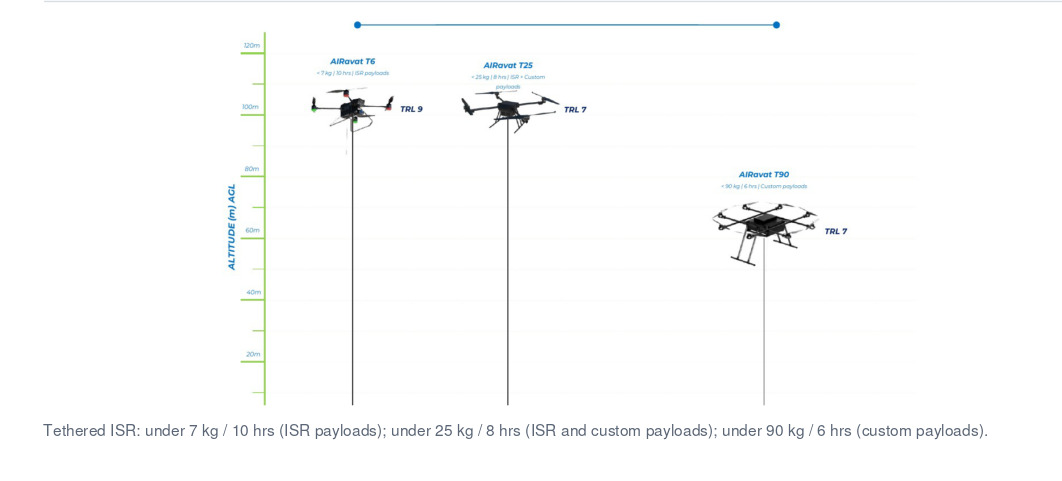 120m
AIRavat T6
< 7 kg | 10 hrs | ISR payloads
AIRavat T25
< 25 kg | 8 hrs | ISR + Custom
payloads
100m
TRL 9
TRL 7
80m
AIRavat T90
< 90 kg | 6 hrs | Custom payloads
60m
TRL 7
ALTITUDE (m) AGL
40m
20m
Tethered ISR: under 7 kg / 10 hrs (ISR payloads); under 25 kg / 8 hrs (ISR and custom payloads); under 90 kg / 6 hrs (custom payloads).